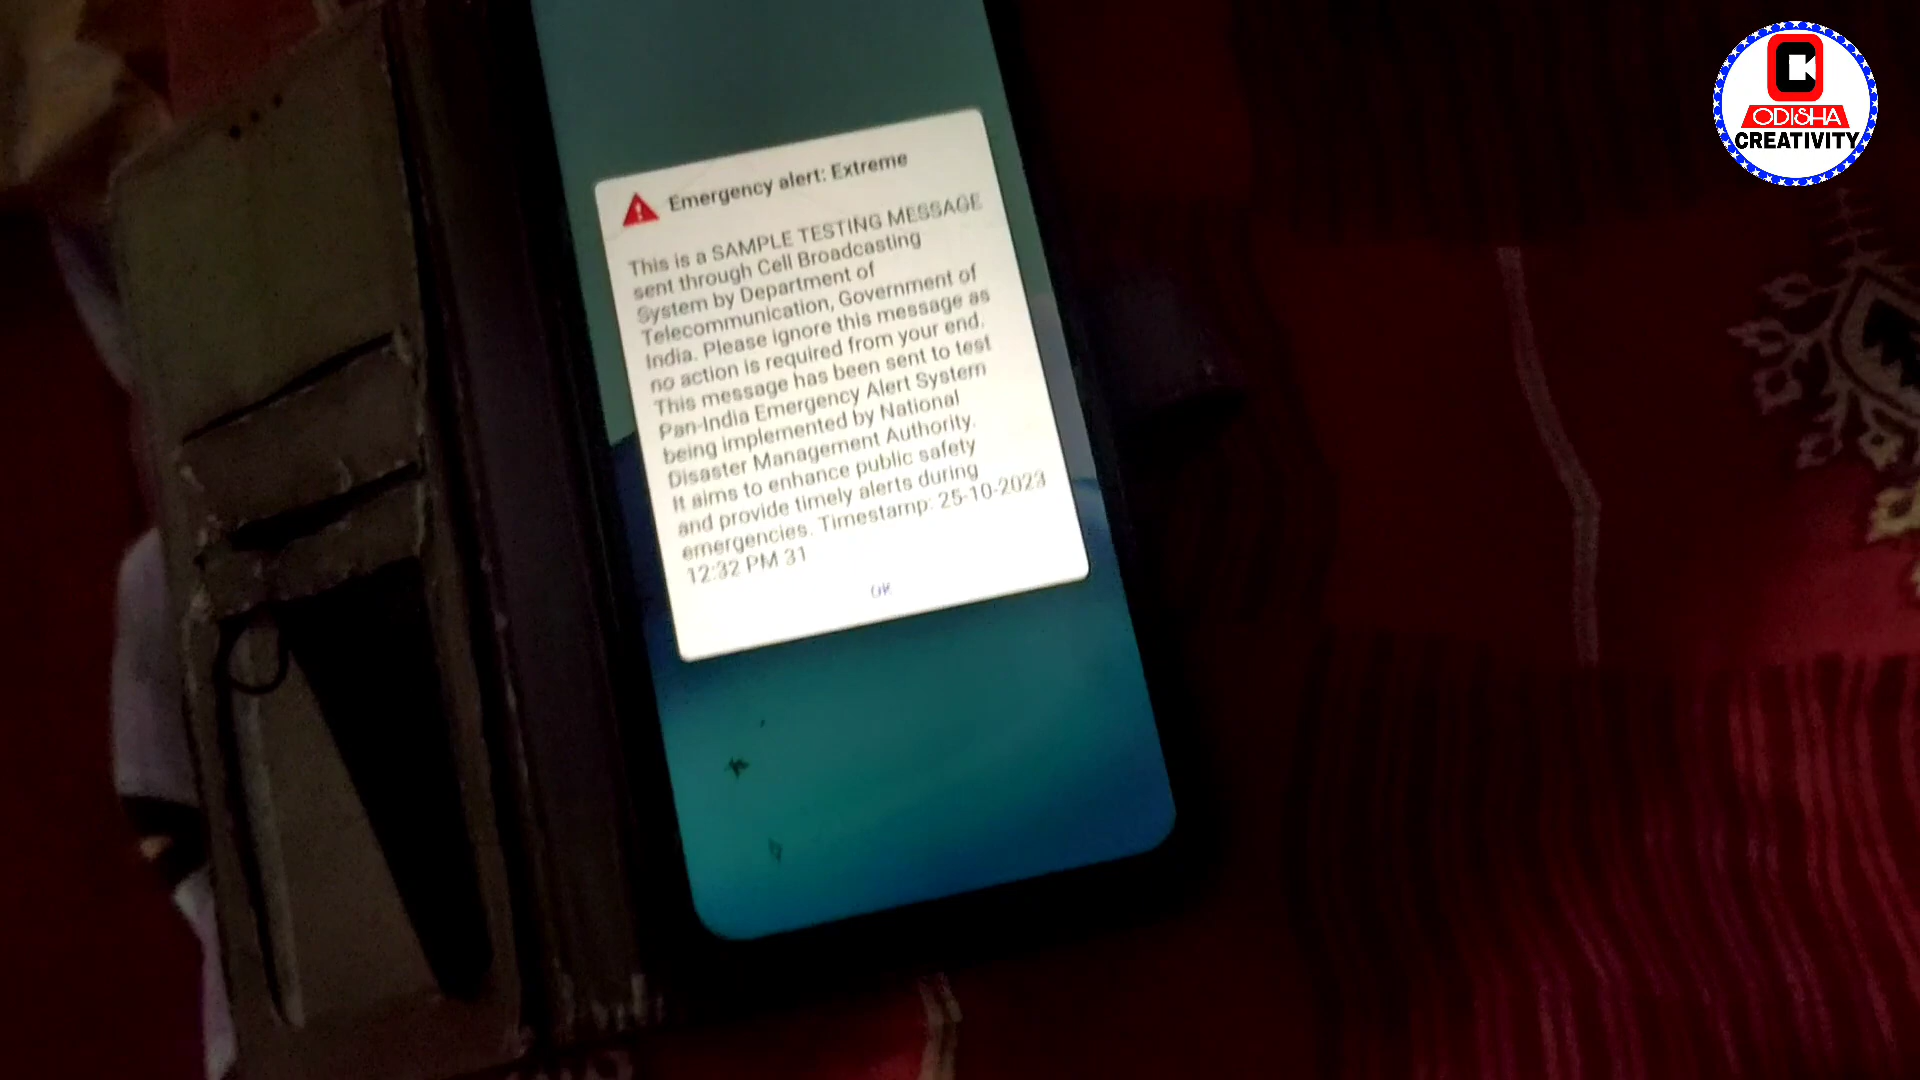 Emergency alert: Extreme
This is a SAMPLE TESTING MESSAGE
sent through Cell Broadcasting
System by Department of
Telecommunication, Government of
India. Please ignore this message as
no action is required from your end.
This message has been sent to test
Pan-India Emergency Alert System
being implemented by National
Disaster Management Authority.
It aims to enhance public safety
and provide timely alerts during
emergencies. Timestamp: 25-10-2023
12:32 PM 31
OK
C
ODISHA
CREATIVITY